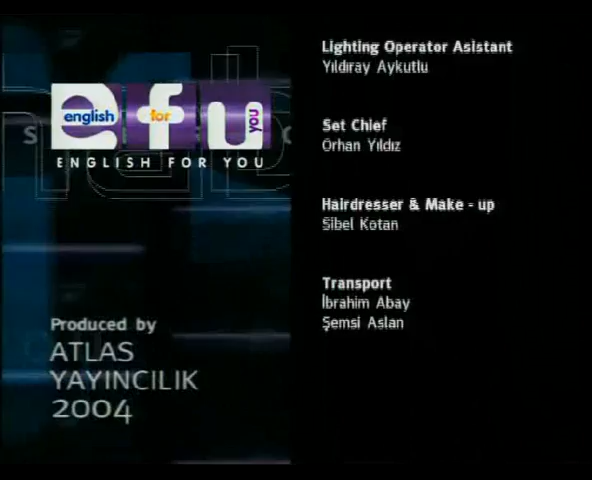 efu
english for you
ENGLISH FOR YOU
Produced by
ATLAS
YAYINCILIK
2004
Lighting Operator Asistant
Yıldıray Aykutlu
Set Chief
Orhan Yıldız
Hairdresser & Make - up
Sibel Kotan
Transport
İbrahim Abay
Şemsi Aslan